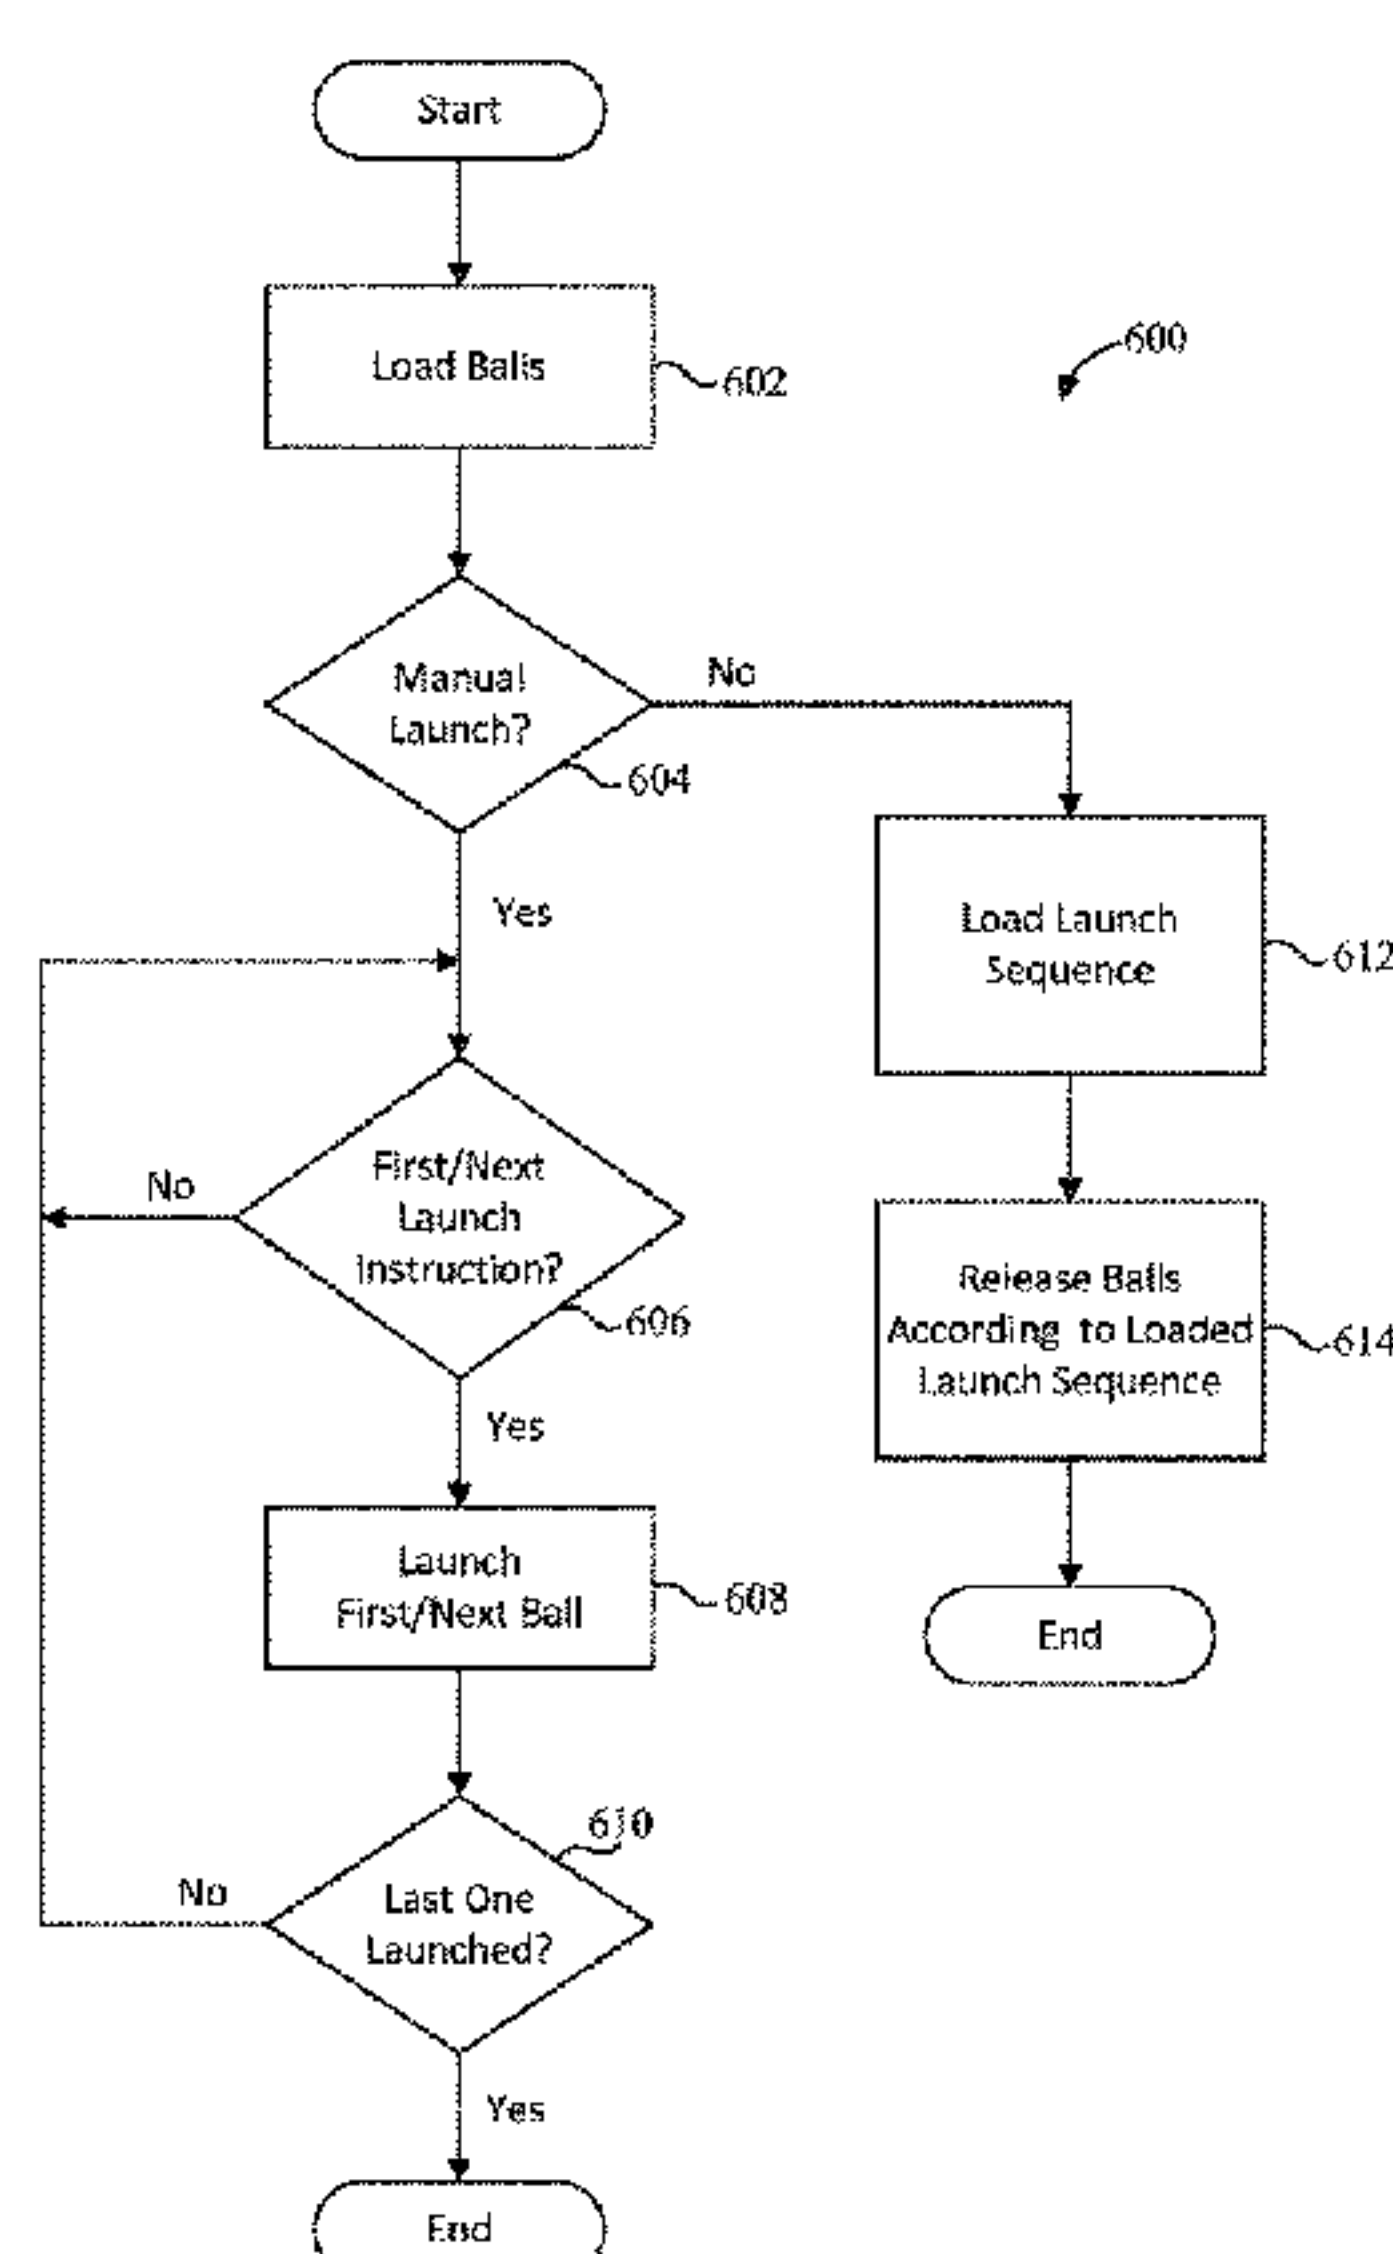 Start
Load Balls
602
600
Manual
Launch?
604
No
Yes
Load Launch
Sequence
612
First/Next
Launch
Instruction?
606
No
Yes
Release Balls
According to Loaded
Launch Sequence
614
Launch
First/Next Ball
608
End
610
Last One
Launched?
No
Yes
End